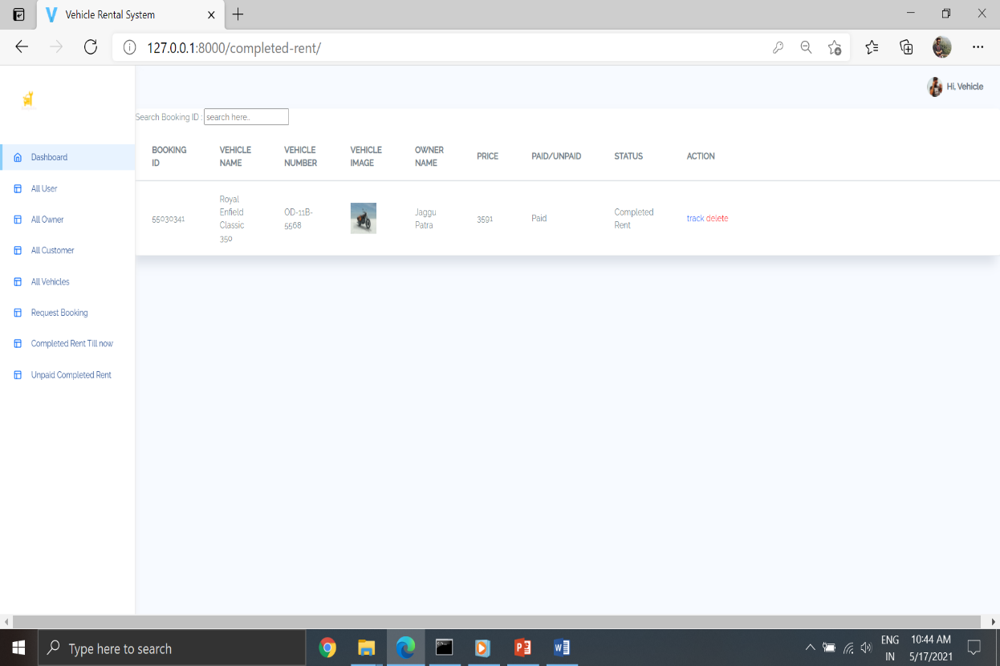 Vehicle Rental System
127.0.0.1:8000/completed-rent/
Hi, Vehicle
Search Booking ID : search here..
BOOKING ID
VEHICLE NAME
VEHICLE NUMBER
VEHICLE IMAGE
OWNER NAME
PRICE
PAID/UNPAID
STATUS
ACTION
55030341
Royal Enfield Classic 350
OD-11B-5568
Jaggu Patra
3591
Paid
Completed Rent
track delete
Dashboard
All User
All Owner
All Customer
All Vehicles
Request Booking
Completed Rent Till now
Unpaid Completed Rent
Type here to search
ENG
IN
10:44 AM
5/17/2021